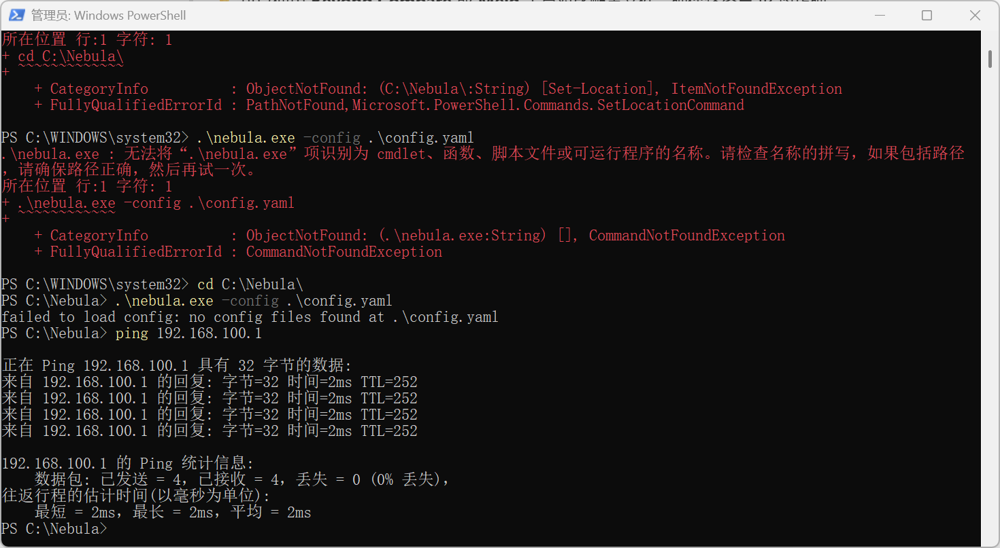 管理员: Windows PowerShell
所在位置 行:1 字符: 1
+ cd C:\Nebula\
+ ~~~~~~~~~~~~~
    + CategoryInfo          : ObjectNotFound: (C:\Nebula\:String) [Set-Location], ItemNotFoundException
    + FullyQualifiedErrorId : PathNotFound,Microsoft.PowerShell.Commands.SetLocationCommand
PS C:\WINDOWS\system32> .\nebula.exe -config .\config.yaml
.\nebula.exe : 无法将“.\nebula.exe”项识别为 cmdlet、函数、脚本文件或可运行程序的名称。请检查名称的拼写，如果包括路径
，请确保路径正确，然后再试一次。
所在位置 行:1 字符: 1
+ .\nebula.exe -config .\config.yaml
+ ~~~~~~~~~~~~
    + CategoryInfo          : ObjectNotFound: (.\nebula.exe:String) [], CommandNotFoundException
    + FullyQualifiedErrorId : CommandNotFoundException
PS C:\WINDOWS\system32> cd C:\Nebula\
PS C:\Nebula> .\nebula.exe -config .\config.yaml
failed to load config: no config files found at .\config.yaml
PS C:\Nebula> ping 192.168.100.1
正在 Ping 192.168.100.1 具有 32 字节的数据:
来自 192.168.100.1 的回复: 字节=32 时间=2ms TTL=252
来自 192.168.100.1 的回复: 字节=32 时间=2ms TTL=252
来自 192.168.100.1 的回复: 字节=32 时间=2ms TTL=252
来自 192.168.100.1 的回复: 字节=32 时间=2ms TTL=252
192.168.100.1 的 Ping 统计信息:
    数据包: 已发送 = 4，已接收 = 4，丢失 = 0 (0% 丢失)，
往返行程的估计时间(以毫秒为单位):
    最短 = 2ms，最长 = 2ms，平均 = 2ms
PS C:\Nebula>